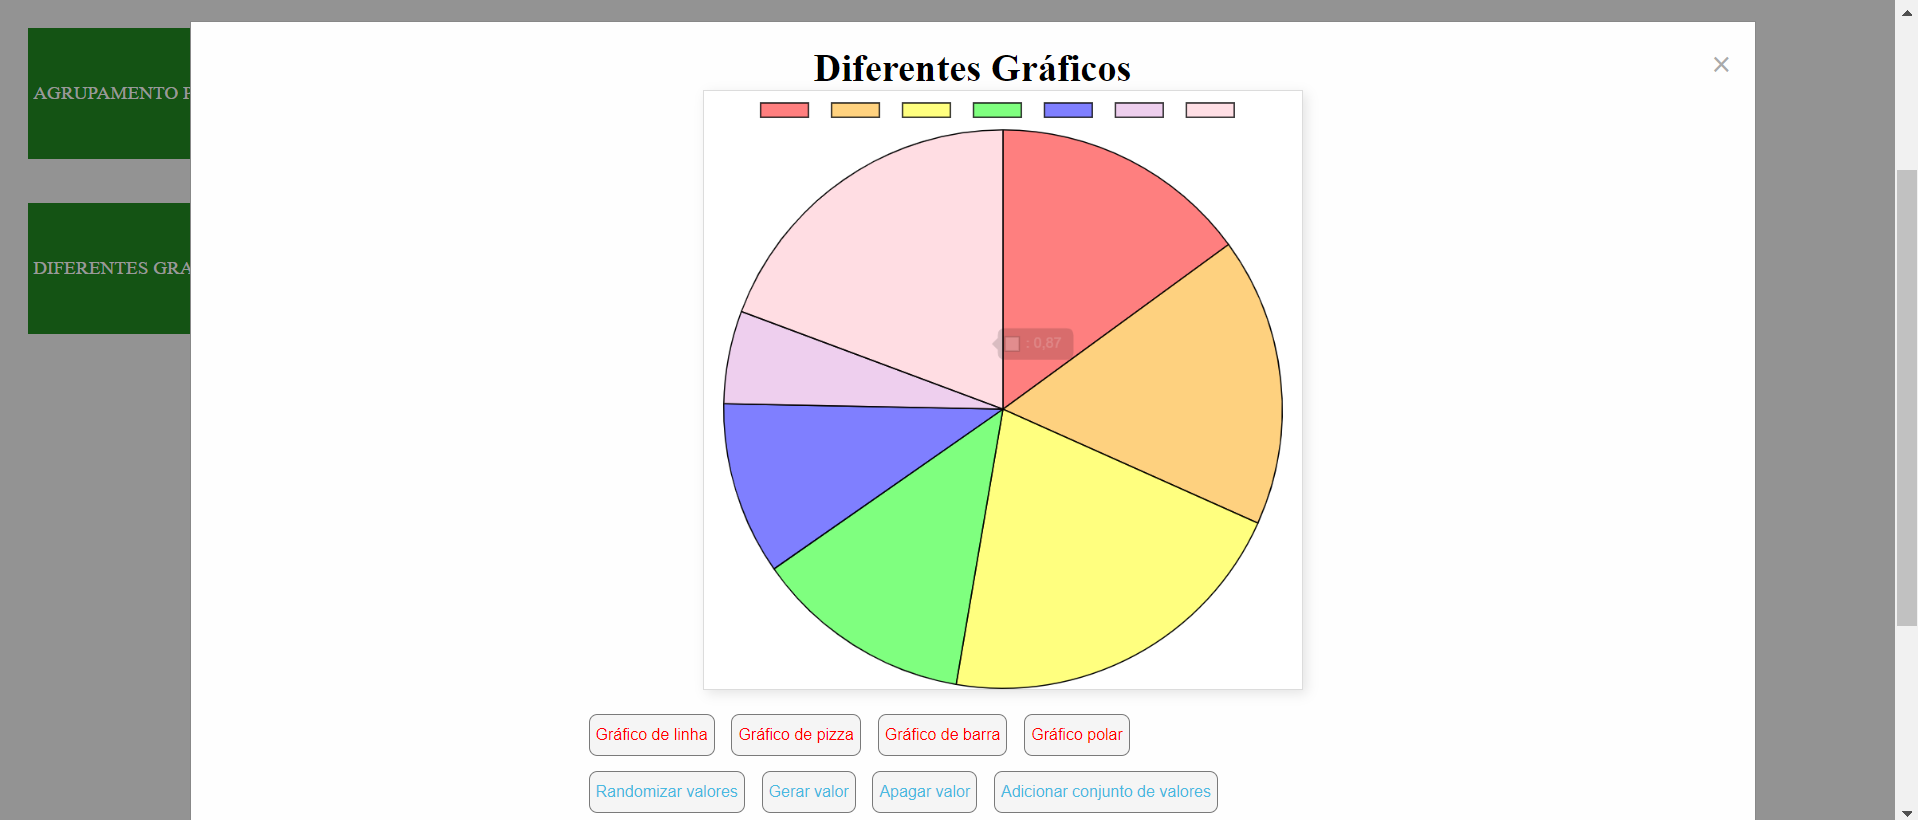 Diferentes Gráficos
×
AGRUPAMENTO
DIFERENTES
: 0,87
Gráfico de linha
Gráfico de pizza
Gráfico de barra
Gráfico polar
Randomizar valores
Gerar valor
Apagar valor
Adicionar conjunto de valores